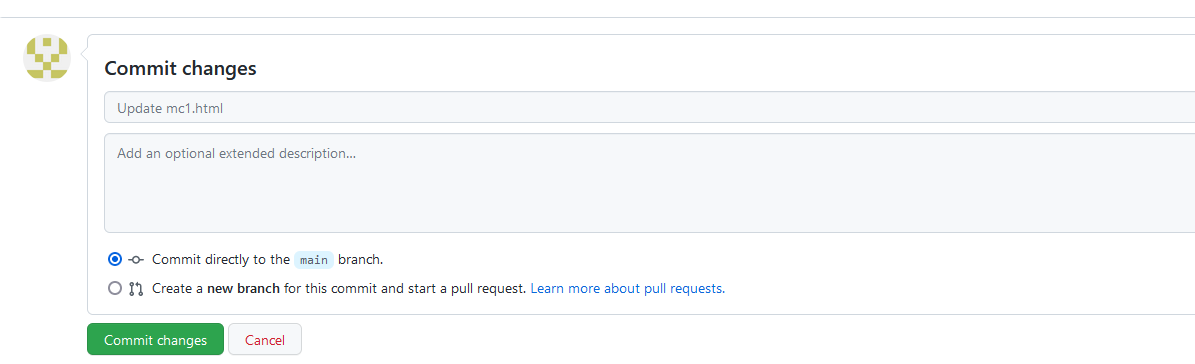 Commit changes
Update mc1.html
Add an optional extended description...
Commit directly to the main branch.
Create a new branch for this commit and start a pull request. Learn more about pull requests.
Commit changes Cancel